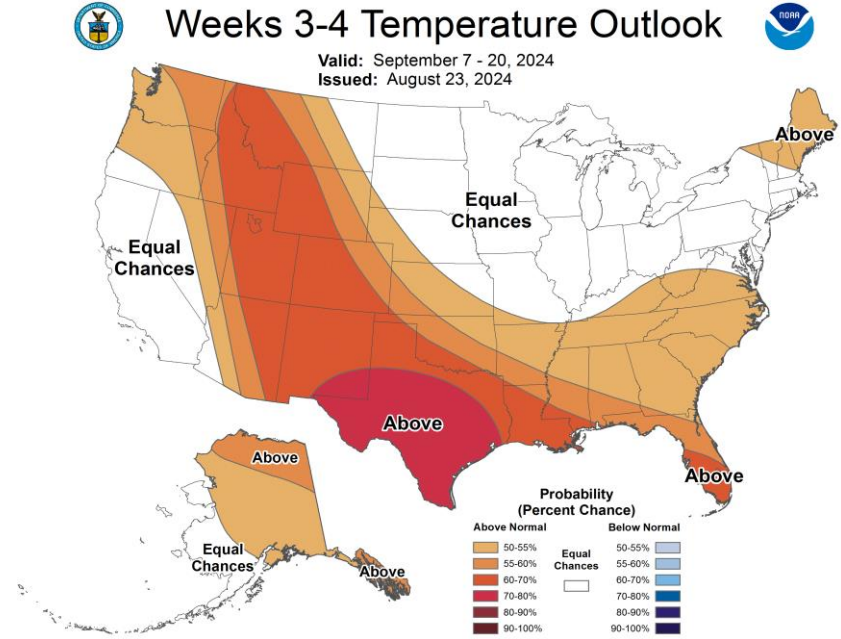 Weeks 3-4 Temperature Outlook
NOAA
Valid: September 7 - 20, 2024
Issued: August 23, 2024
Above
Equal
Chances
Equal
Chances
Above
Above
Above
Equal
Chances
Above
Probability
(Percent Chance)
Above Normal
Below Normal
50-55%
55-60%
60-70%
70-80%
80-90%
90-100%
Equal
Chances
50-55%
55-60%
60-70%
70-80%
80-90%
90-100%